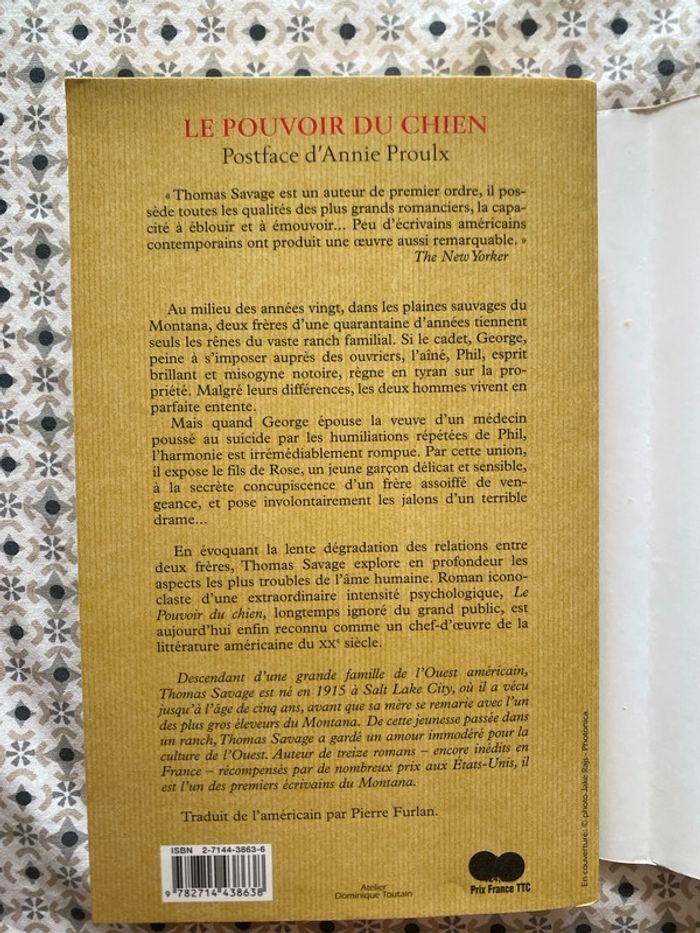 LE POUVOIR DU CHIEN
Postface d'Annie Proulx
« Thomas Savage est un auteur de premier ordre, il pos-
sède toutes les qualités des plus grands romanciers, la capa-
cité à éblouir et à émouvoir... Peu d'écrivains américains
contemporains ont produit une œuvre aussi remarquable. »
The New Yorker
Au milieu des années vingt, dans les plaines sauvages du
Montana, deux frères d'une quarantaine d'années tiennent
seuls les rênes du vaste ranch familial. Si le cadet, George,
peine à s'imposer auprès des ouvriers, l'aîné, Phil, esprit
brillant et misogyne notoire, règne en tyran sur la pro-
priété. Malgré leurs différences, les deux hommes vivent en
parfaite entente.
Mais quand George épouse la veuve d'un médecin
poussé au suicide par les humiliations répétées de Phil,
l'harmonie est irrémédiablement rompue. Par cette union,
il expose le fils de Rose, un jeune garçon délicat et sensible,
à la secrète concupiscence d'un frère assoiffé de ven-
geance, et pose involontairement les jalons d'un terrible
drame...
En évoquant la lente dégradation des relations entre
deux frères, Thomas Savage explore en profondeur les
aspects les plus troubles de l'âme humaine. Roman icono-
claste d'une extraordinaire intensité psychologique, Le
Pouvoir du chien, longtemps ignoré du grand public, est
aujourd'hui enfin reconnu comme un chef-d'œuvre de la
littérature américaine du XXe siècle.
Descendant d'une grande famille de l'Ouest américain,
Thomas Savage est né en 1915 à Salt Lake City, où il a vécu
jusqu'à l'âge de cinq ans, avant que sa mère se remarie avec l'un
des plus gros éleveurs du Montana. De cette jeunesse passée dans
un ranch, Thomas Savage a gardé un amour immodéré pour la
culture de l'Ouest. Auteur de treize romans – encore inédits en
France – récompensés par de nombreux prix aux États-Unis, il
est l'un des premiers écrivains du Montana.
Traduit de l'américain par Pierre Furlan.
ISBN 2-7144-3863-6
9 782714 438638
Atelier
Dominique Toutain
Prix France TTC
En couverture : © photo Jake Rajs - Photonica